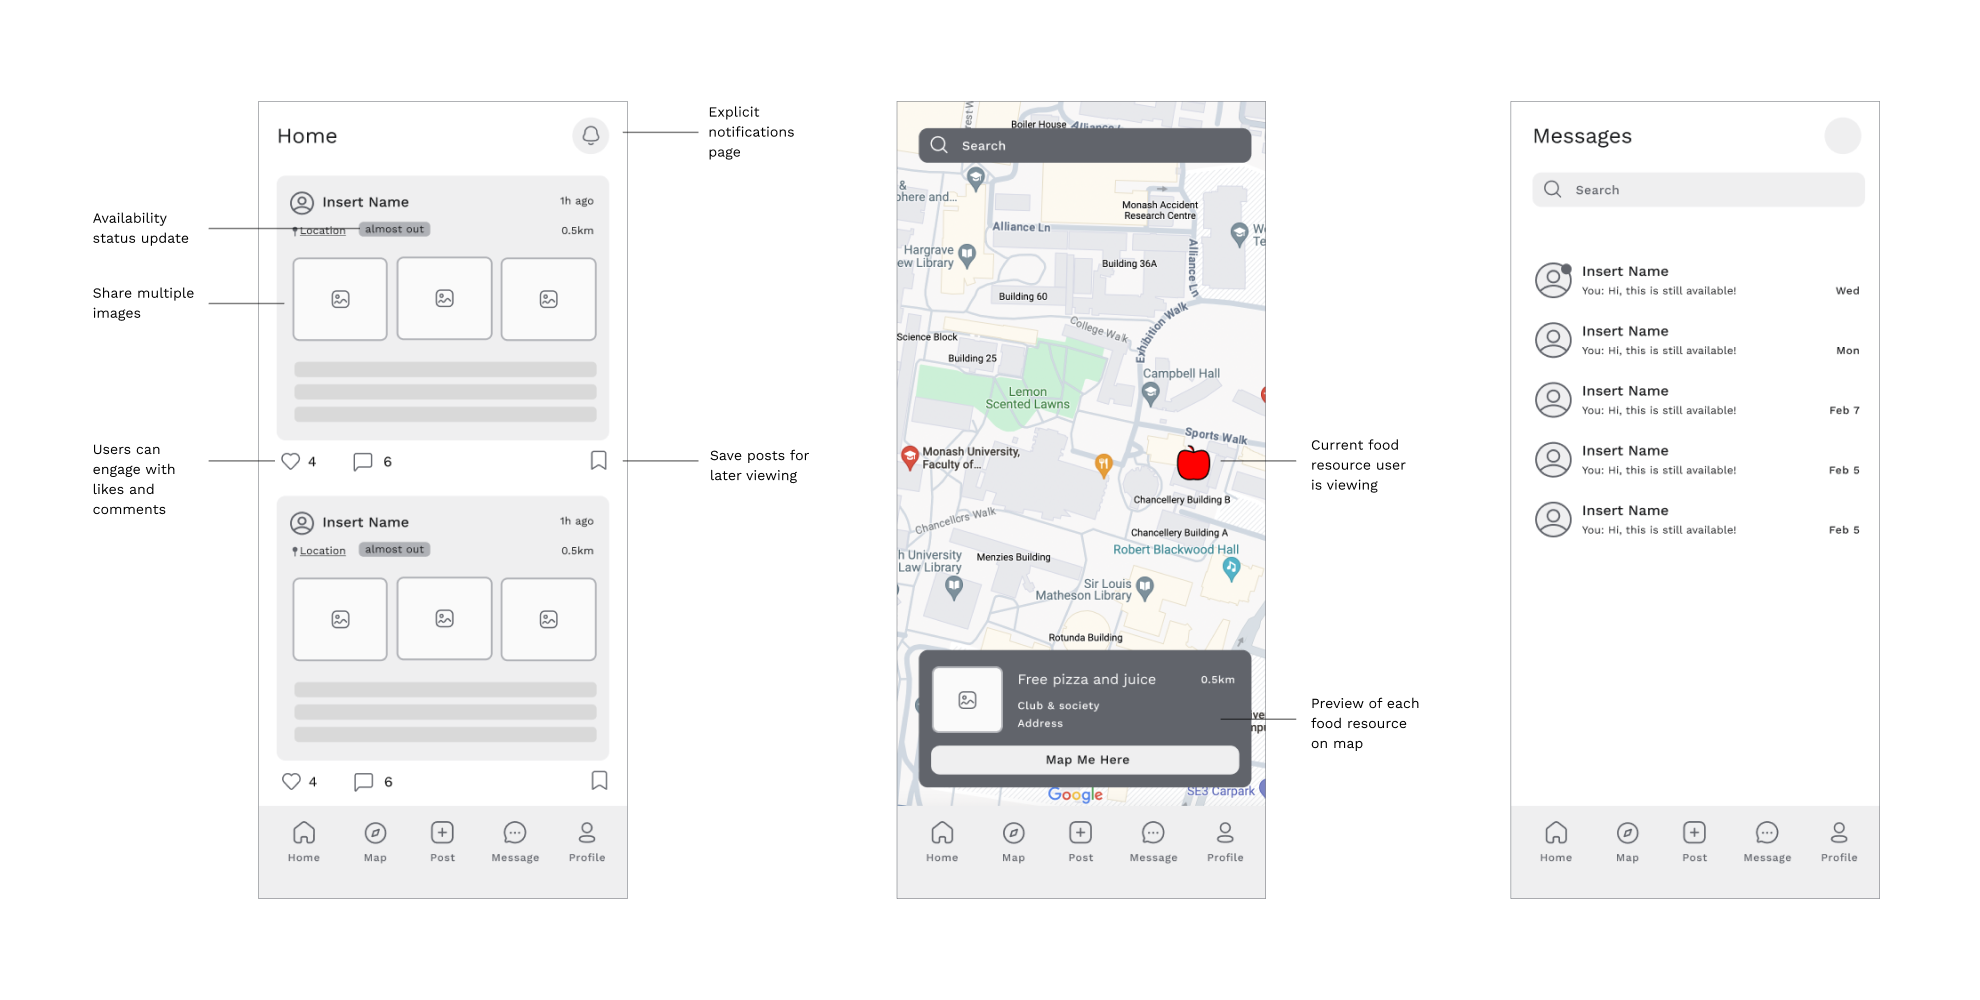 Home
Explicit
notifications
page
Insert Name
1h ago
Location
almost out
0.5km
Availability
status update
Share multiple
images
Users can
engage with
likes and
comments
4
6
Save posts for
later viewing
Insert Name
1h ago
Location
almost out
0.5km
4
6
Home
Map
Post
Message
Profile
Boiler House
Alliance L
Search
&
phere and...
Monash Accident
Research Centre
Alliance Ln
Hargrave
ew Library
Building 36A
Alliance Ln
Building 60
College Walk
Exhibition Walk
Science Block
Building 25
Campbell Hall
Lemon
Scented Lawns
Sports Walk
Monash University,
Faculty of...
Chancellery Building B
Chancellors Walk
Chancellery Building A
Robert Blackwood Hall
h University
Law Library
Menzies Building
Sir Louis
Matheson Library
Rotunda Building
Free pizza and juice
0.5km
Club & society
Address
Map Me Here
Google
SE3 Carpark
Home
Map
Post
Message
Profile
Current food
resource user
is viewing
Preview of each
food resource
on map
Messages
Search
Insert Name
You: Hi, this is still available!
Wed
Insert Name
You: Hi, this is still available!
Mon
Insert Name
You: Hi, this is still available!
Feb 7
Insert Name
You: Hi, this is still available!
Feb 5
Insert Name
You: Hi, this is still available!
Feb 5
Home
Map
Post
Message
Profile